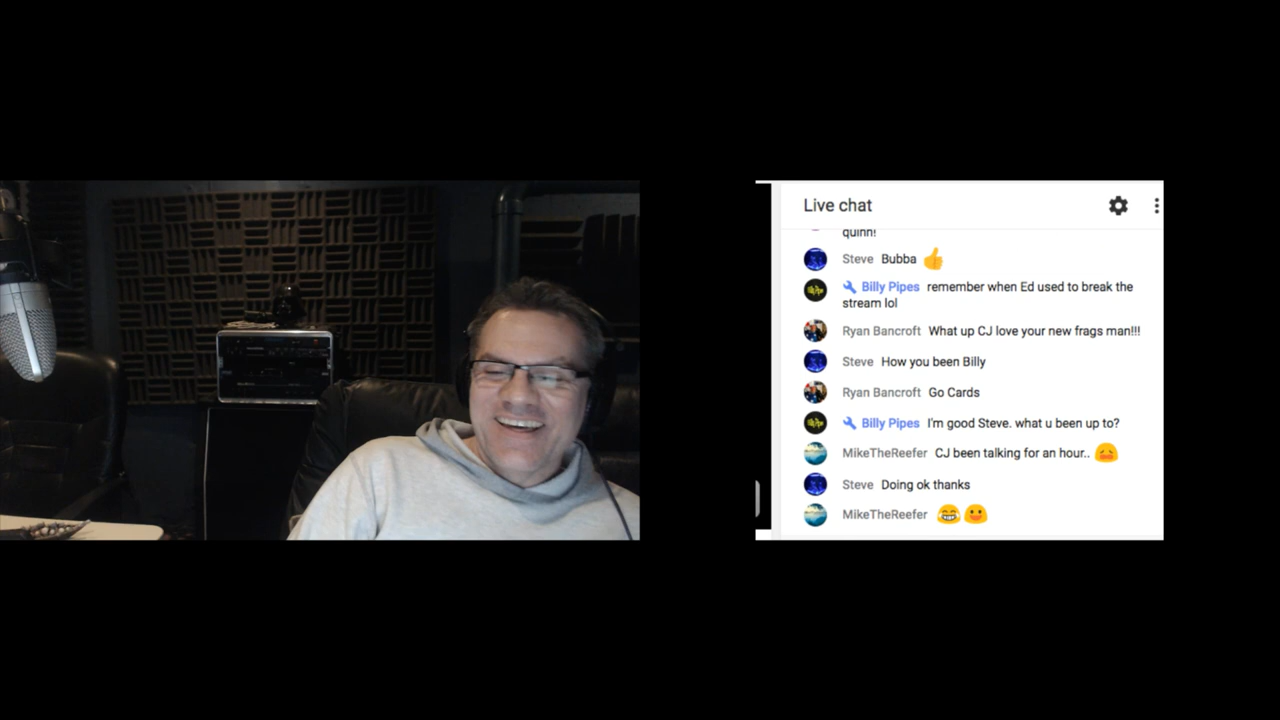 Live chat
quinn!
Steve Bubba
Billy Pipes remember when Ed used to break the
stream lol
Ryan Bancroft What up CJ love your new frags man!!!
Steve How you been Billy
Ryan Bancroft Go Cards
Billy Pipes I'm good Steve. what u been up to?
MikeTheReefer CJ been talking for an hour..
Steve Doing ok thanks
MikeTheReefer